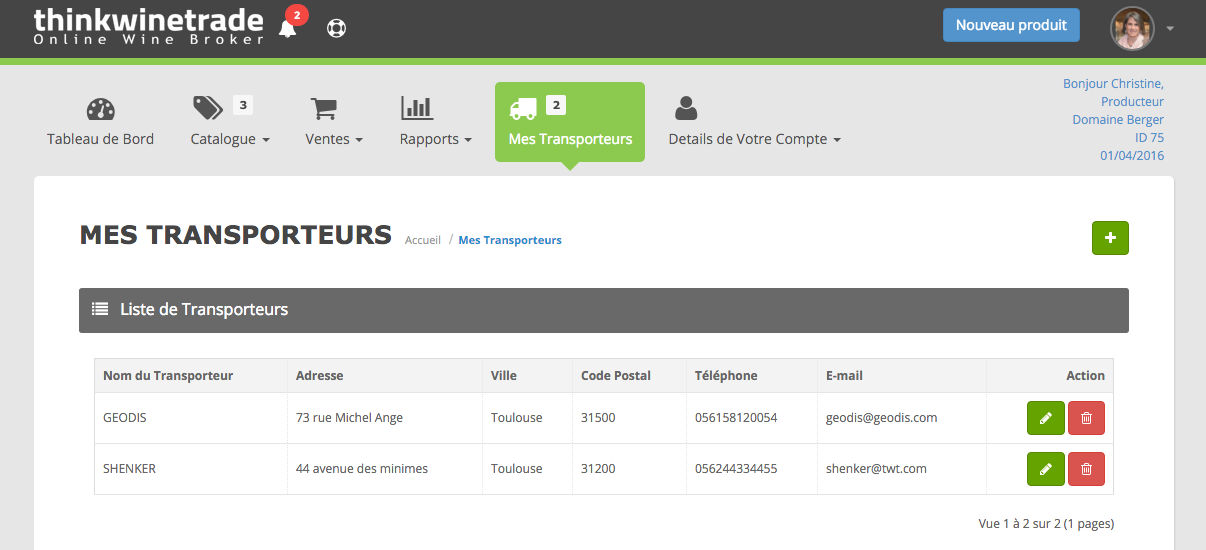 thinkwinetrade
Online Wine Broker
2
Nouveau produit
Bonjour Christine,
Producteur
Domaine Berger
ID 75
01/04/2016
Tableau de Bord
3
Catalogue
Ventes
Rapports
2
Mes Transporteurs
Details de Votre Compte
MES TRANSPORTEURS
Accueil / Mes Transporteurs
Liste de Transporteurs
Nom du Transporteur Adresse Ville Code Postal Téléphone E-mail Action
GEODIS 73 rue Michel Ange Toulouse 31500 056158120054 geodis@geodis.com
SHENKER 44 avenue des minimes Toulouse 31200 056244334455 shenker@twt.com
Vue 1 à 2 sur 2 (1 pages)